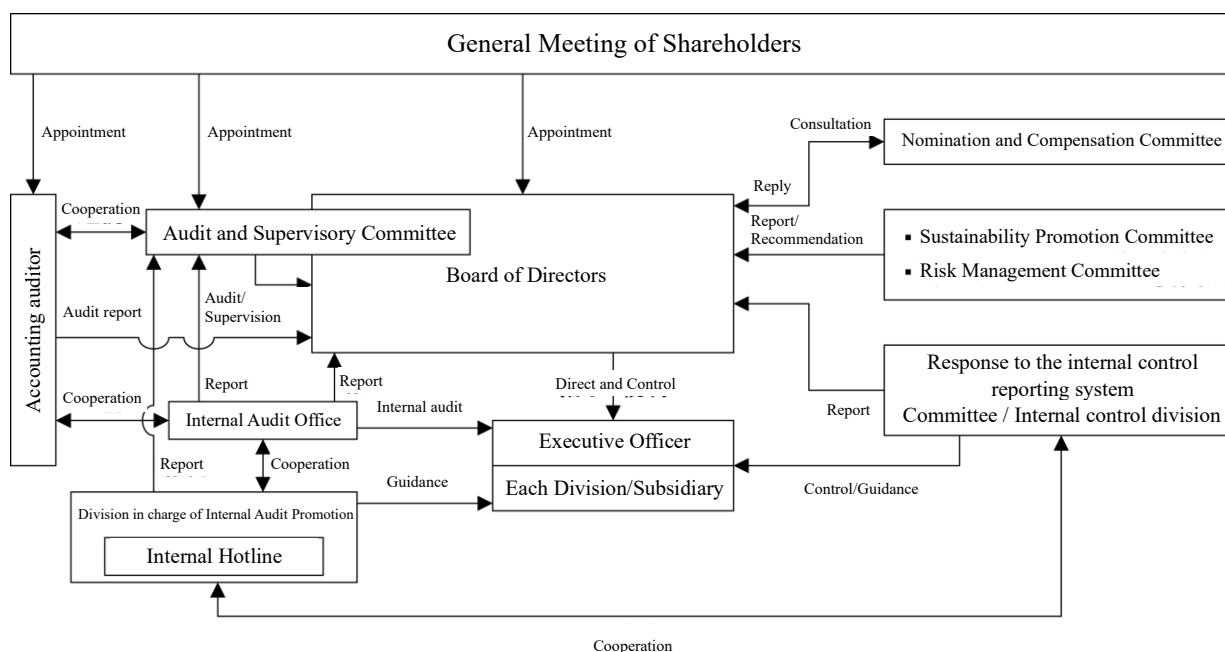 General Meeting of Shareholders
Appointment
Appointment
Appointment
Consultation
Nomination and Compensation Committee
Reply
Cooperation
Audit and Supervisory Committee
Report/
Recommendation
▪ Sustainability Promotion Committee
▪ Risk Management Committee
Board of Directors
Accounting auditor
Audit report
Audit/
Supervision
Response to the internal control
reporting system
Committee / Internal control division
Report
Report
Direct and Control
Report
Cooperation
Internal Audit Office
Internal audit
Executive Officer
Each Division/Subsidiary
Cooperation
Report
Guidance
Control/Guidance
Division in charge of Internal Audit Promotion
Internal Hotline
Cooperation